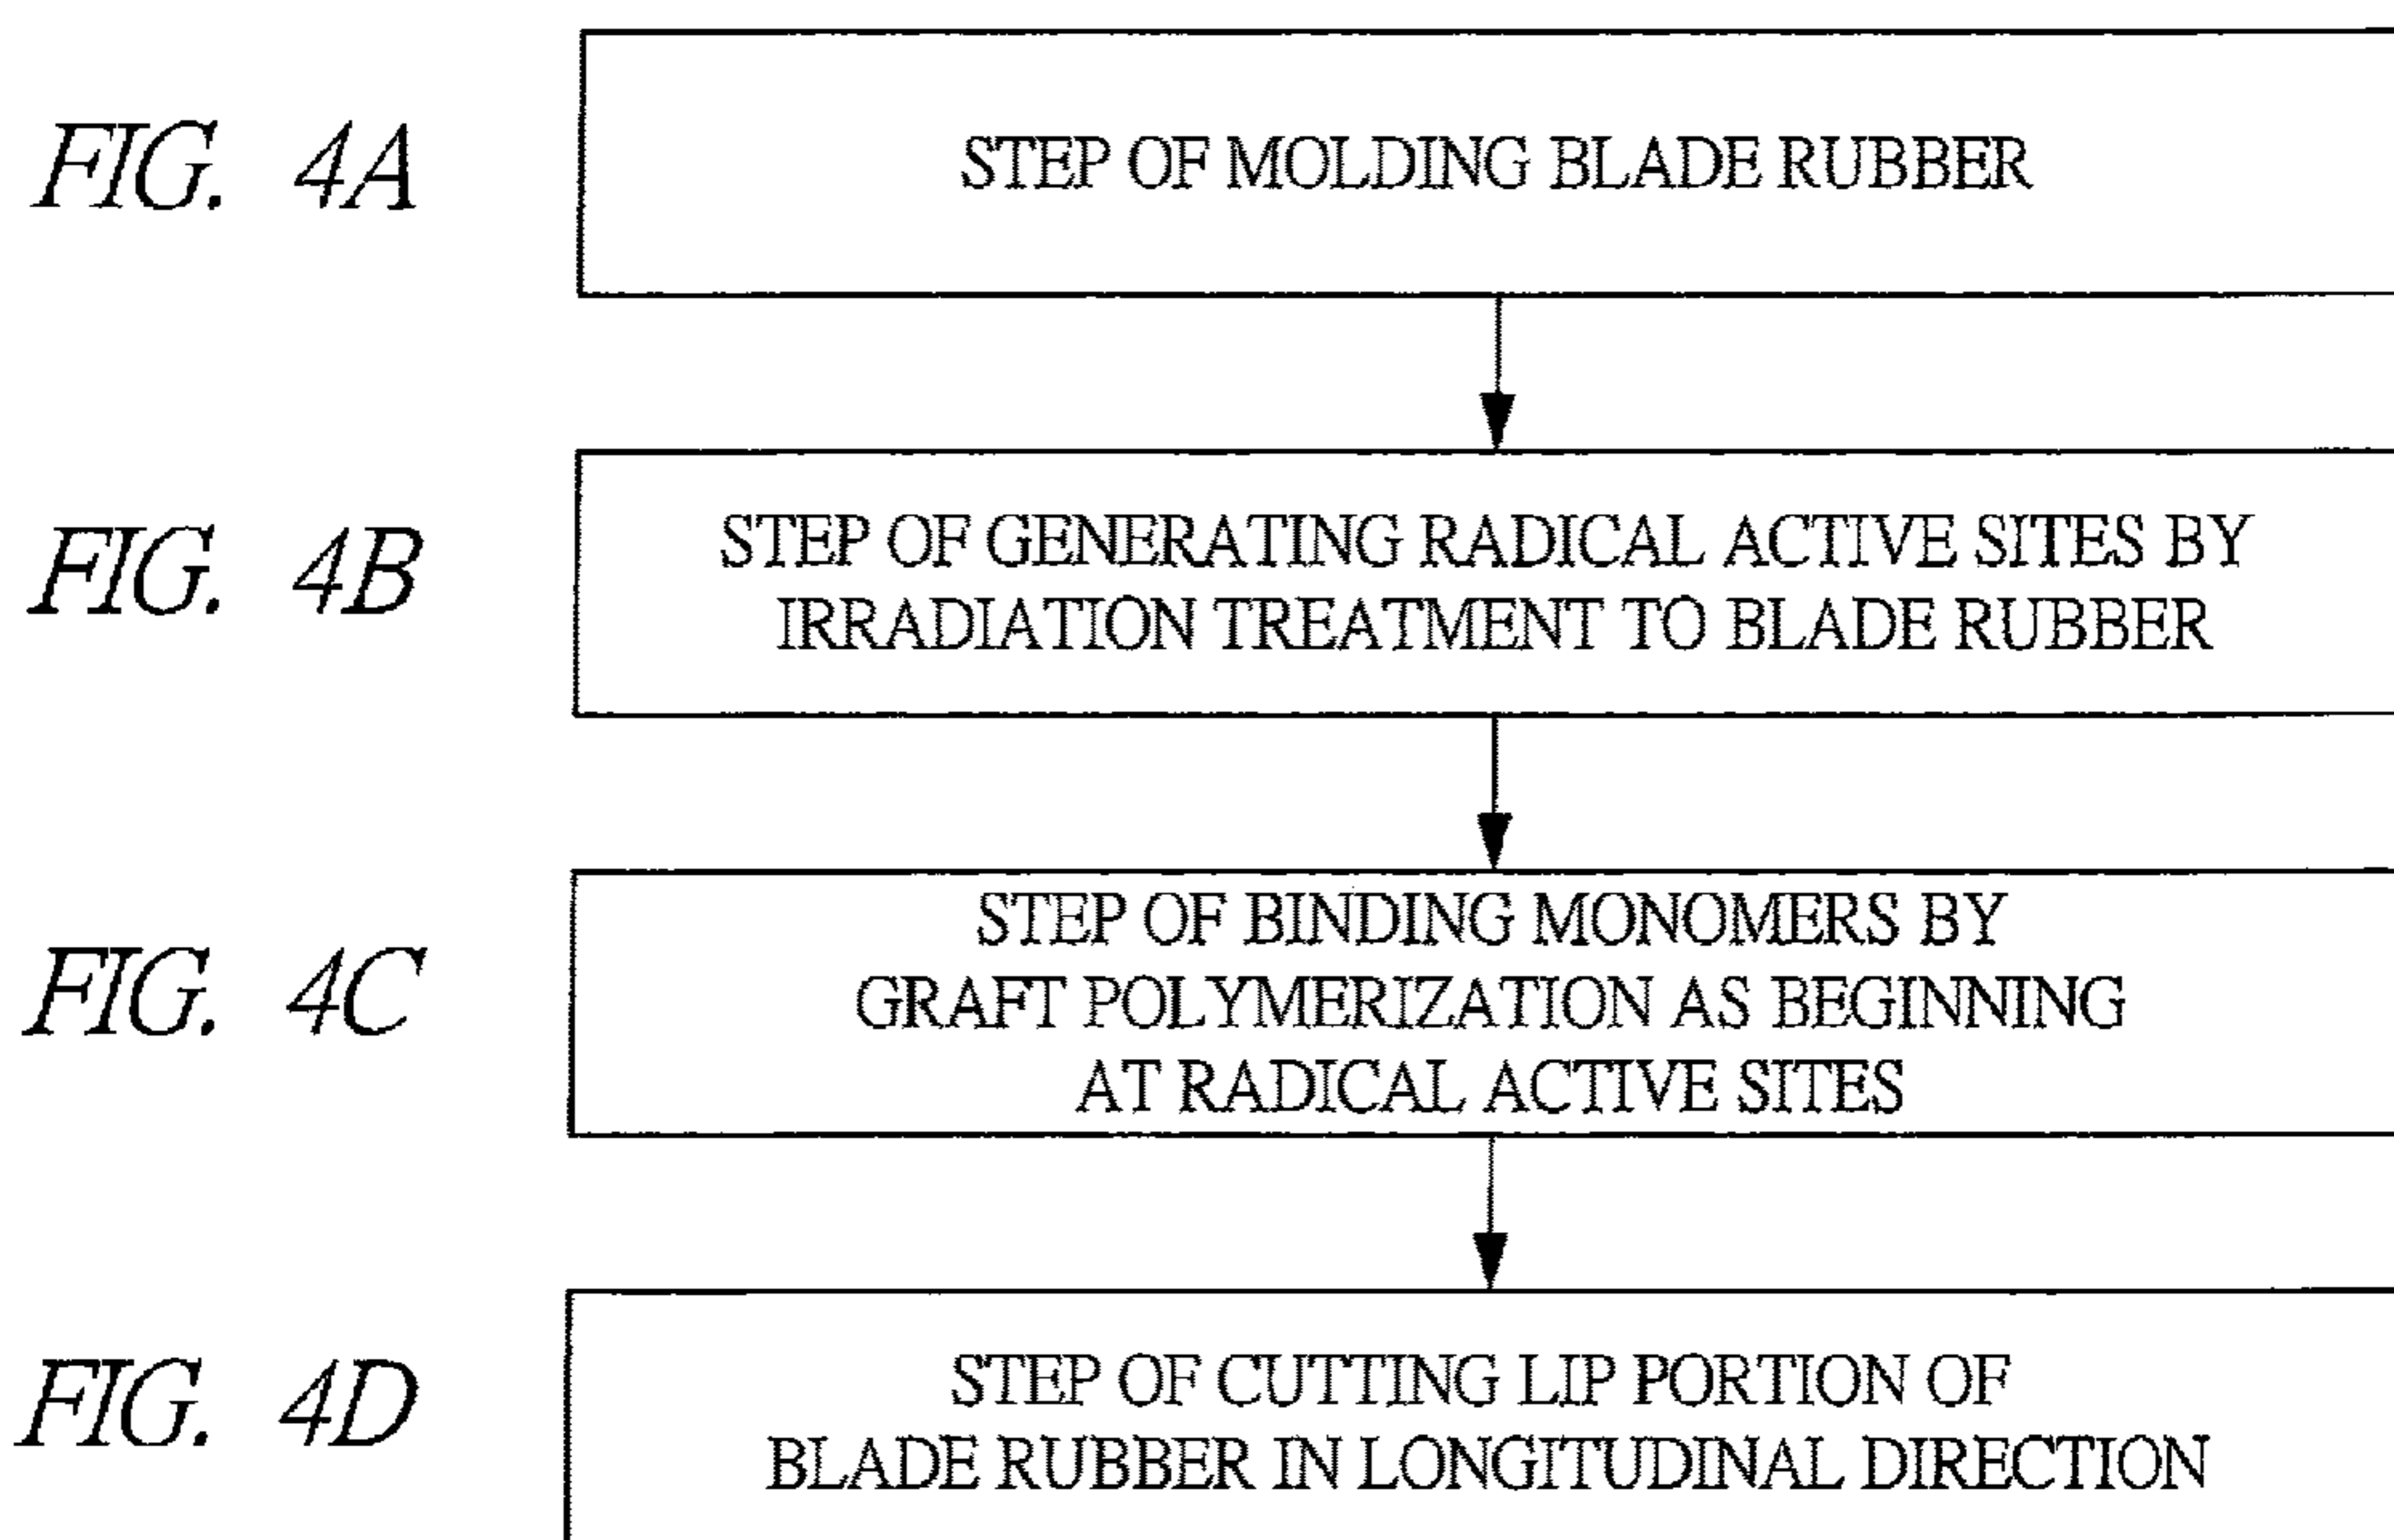 FIG. 4A
STEP OF MOLDING BLADE RUBBER
FIG. 4B
STEP OF GENERATING RADICAL ACTIVE SITES BY
IRRADIATION TREATMENT TO BLADE RUBBER
FIG. 4C
STEP OF BINDING MONOMERS BY
GRAFT POLYMERIZATION AS BEGINNING
AT RADICAL ACTIVE SITES
FIG. 4D
STEP OF CUTTING LIP PORTION OF
BLADE RUBBER IN LONGITUDINAL DIRECTION